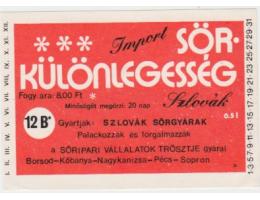 Import SÖR-
KÜLÖNLEGESSÉG
Fogy. ára: 8,00 Ft
Szlovák
Minőségét megőrzi: 20 nap
0.5 l
12 B°
Gyártják: SZLOVÁK SÖRGYÁRAK
Palackozzák és forgalmazzák
a SÖRIPARI VÁLLALATOK TRÖSZTJE gyárai
Borsod-Kőbánya-Nagykanizsa-Pécs-Sopron
I. II. III. IV. V. VI. VII. VIII. IX. X. XI. XII.
1·3·5·7·9·11·13·15·17·19·21·23·25·27·29·31